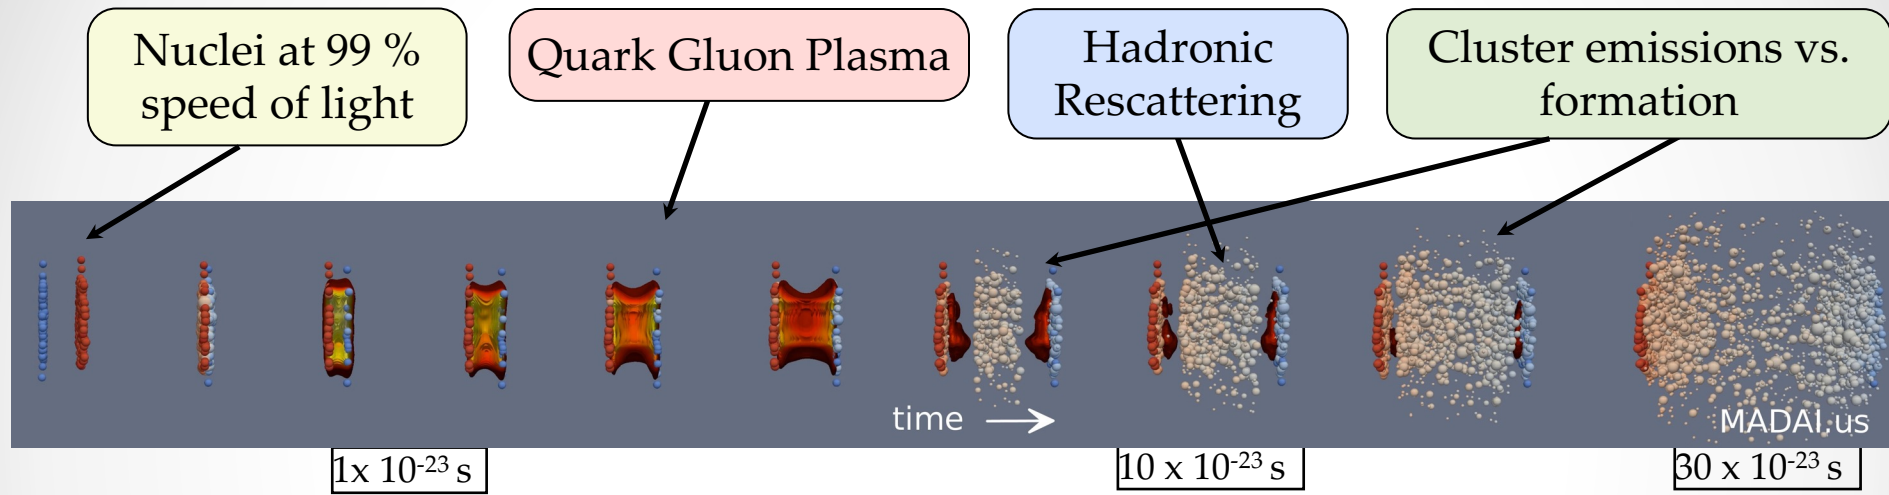 Nuclei at 99 %
speed of light
Quark Gluon Plasma
Hadronic
Rescattering
Cluster emissions vs.
formation
time
MADAI.us
1x 10⁻²³ s
10 x 10⁻²³ s
30 x 10⁻²³ s